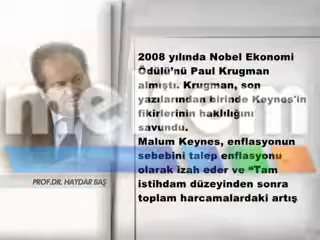 2008 yılında Nobel Ekonomi
Ödülü'nü Paul Krugman
almıştı. Krugman, son
yazılarından birinde Keynes'in
fikirlerinin haklılığını
savundu.
Malum Keynes, enflasyonun
sebebini talep enflasyonu
olarak izah eder ve "Tam
istihdam düzeyinden sonra
toplam harcamalardaki artış
meltem
PROF.DR. HAYDAR BAŞ